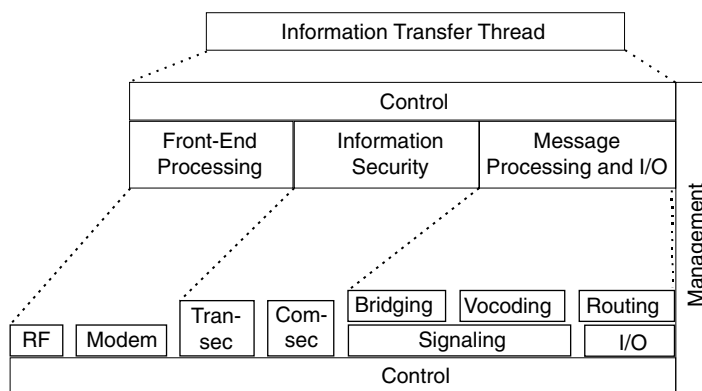 Information Transfer Thread
Control
Front-End
Processing
Information
Security
Message
Processing and I/O
Management
Bridging
Vocoding
Routing
RF
Modem
Tran-
sec
Com-
sec
Signaling
I/O
Control